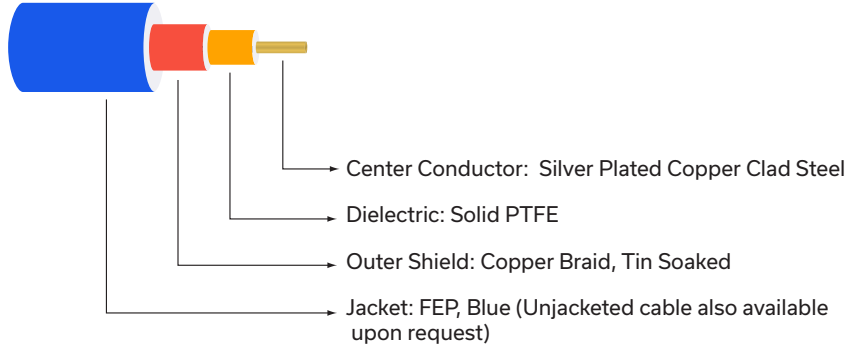 Center Conductor:  Silver Plated Copper Clad Steel
Dielectric: Solid PTFE
Outer Shield: Copper Braid, Tin Soaked
Jacket: FEP, Blue (Unjacketed cable also available
upon request)